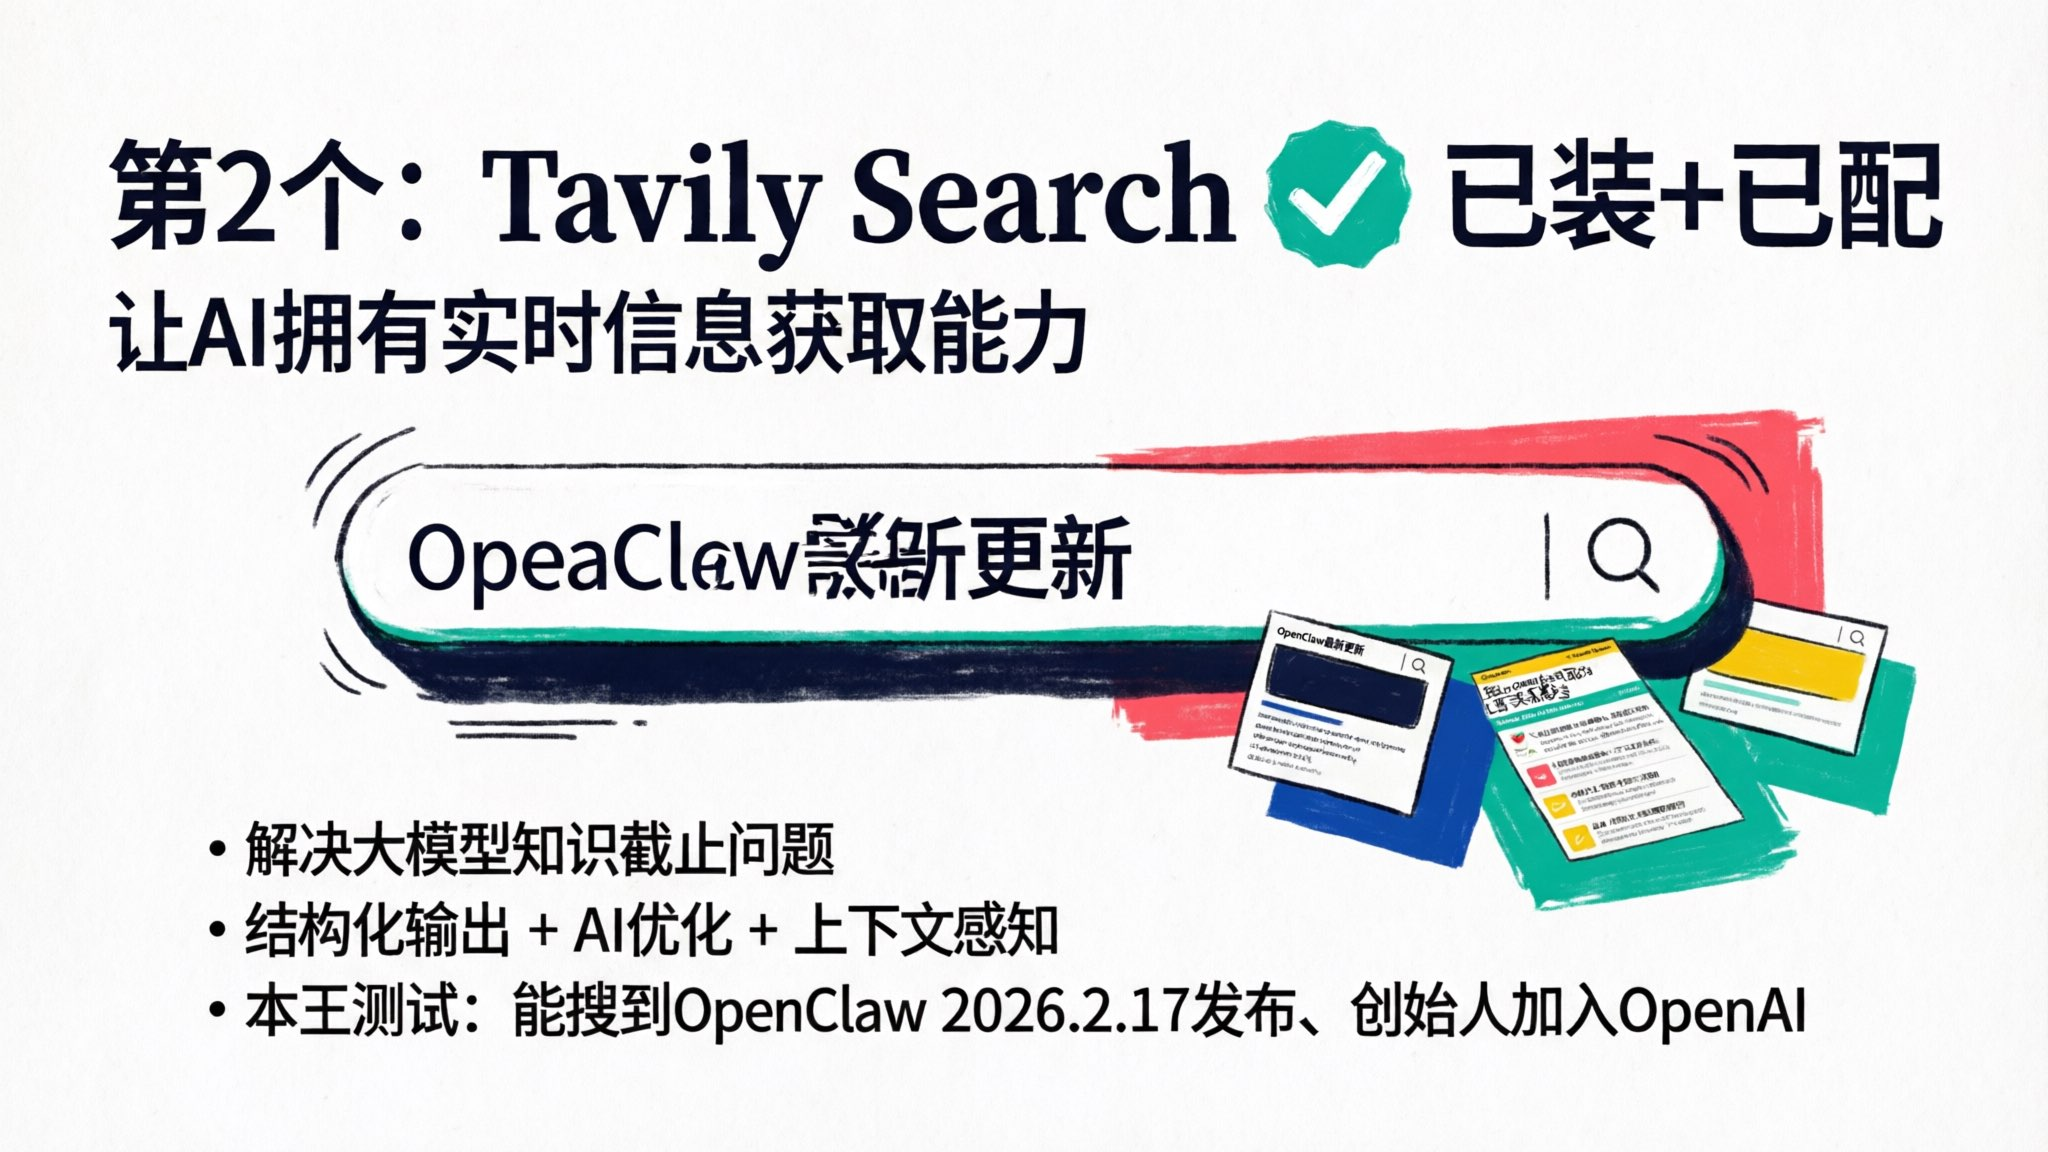 第2个：Tavily Search 已装+已配
让AI拥有实时信息获取能力
OpeaClaw 新更新
OpenClaw最新更新
• 解决大模型知识截止问题
• 结构化输出 + AI优化 + 上下文感知
• 本王测试：能搜到OpenClaw 2026.2.17发布、创始人加入OpenAI